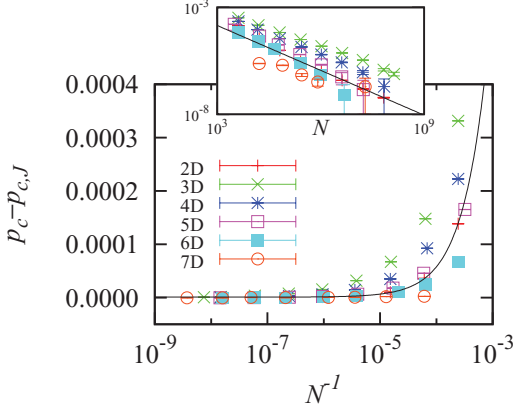 10^-3
10^-8
10^3
N
10^9
p_c–p_{c,J}
0.0004
0.0003
0.0002
0.0001
0.0000
2D
3D
4D
5D
6D
7D
10^-9
10^-7
10^-5
10^-3
N^-1